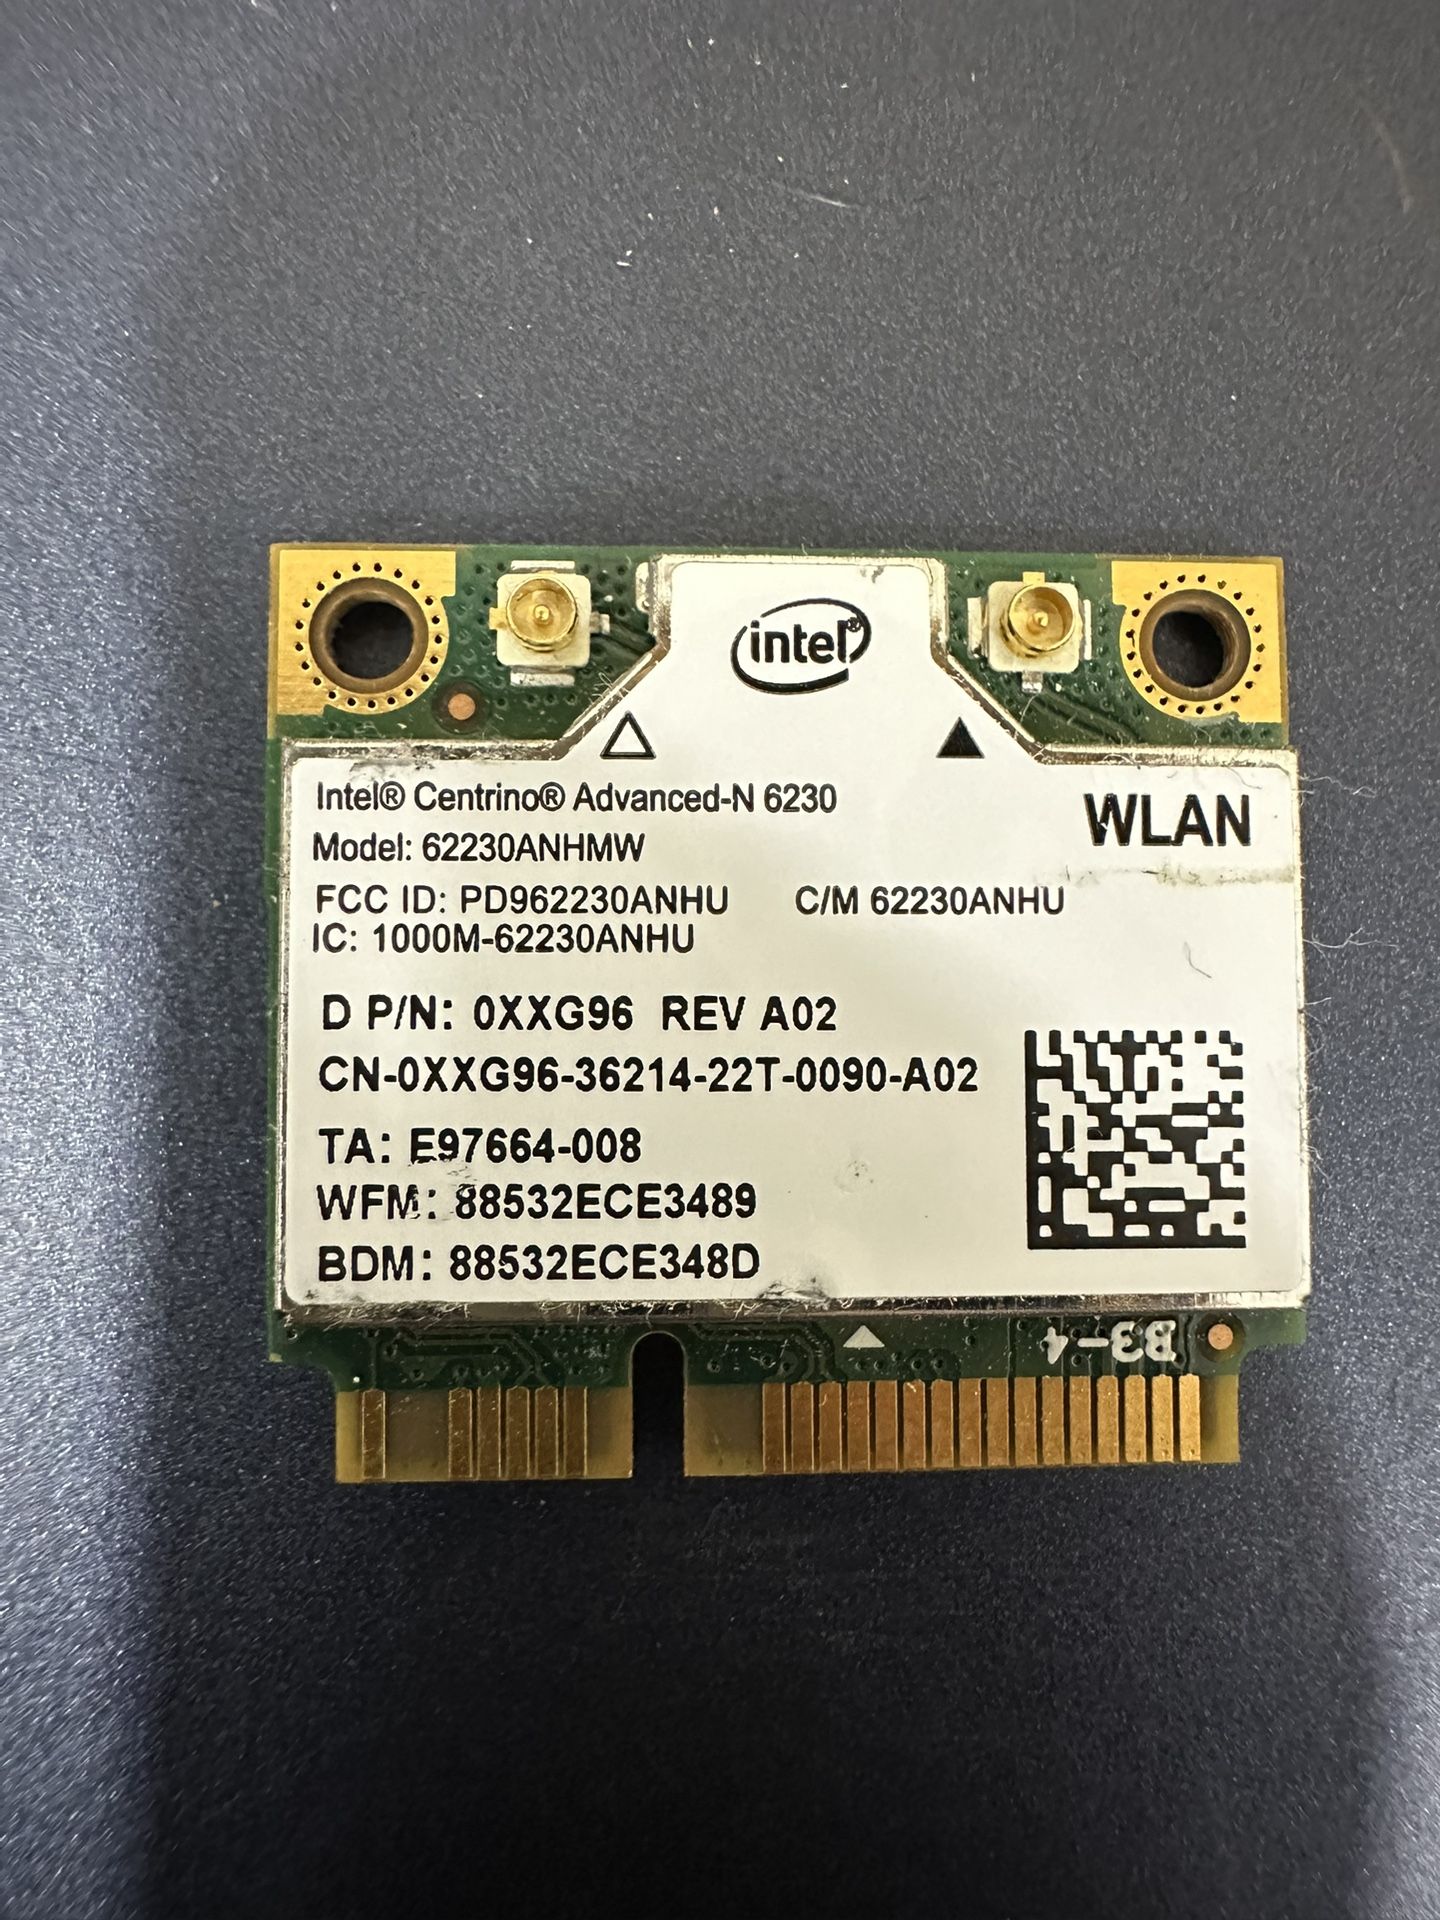 intel®
Intel® Centrino® Advanced-N 6230
WLAN
Model: 62230ANHMW
FCC ID: PD962230ANHU C/M 62230ANHU
IC: 1000M-62230ANHU
D P/N: 0XXG96 REV A02
CN-0XXG96-36214-22T-0090-A02
TA: E97664-008
WFM: 88532ECE3489
BDM: 88532ECE348D
B3-4